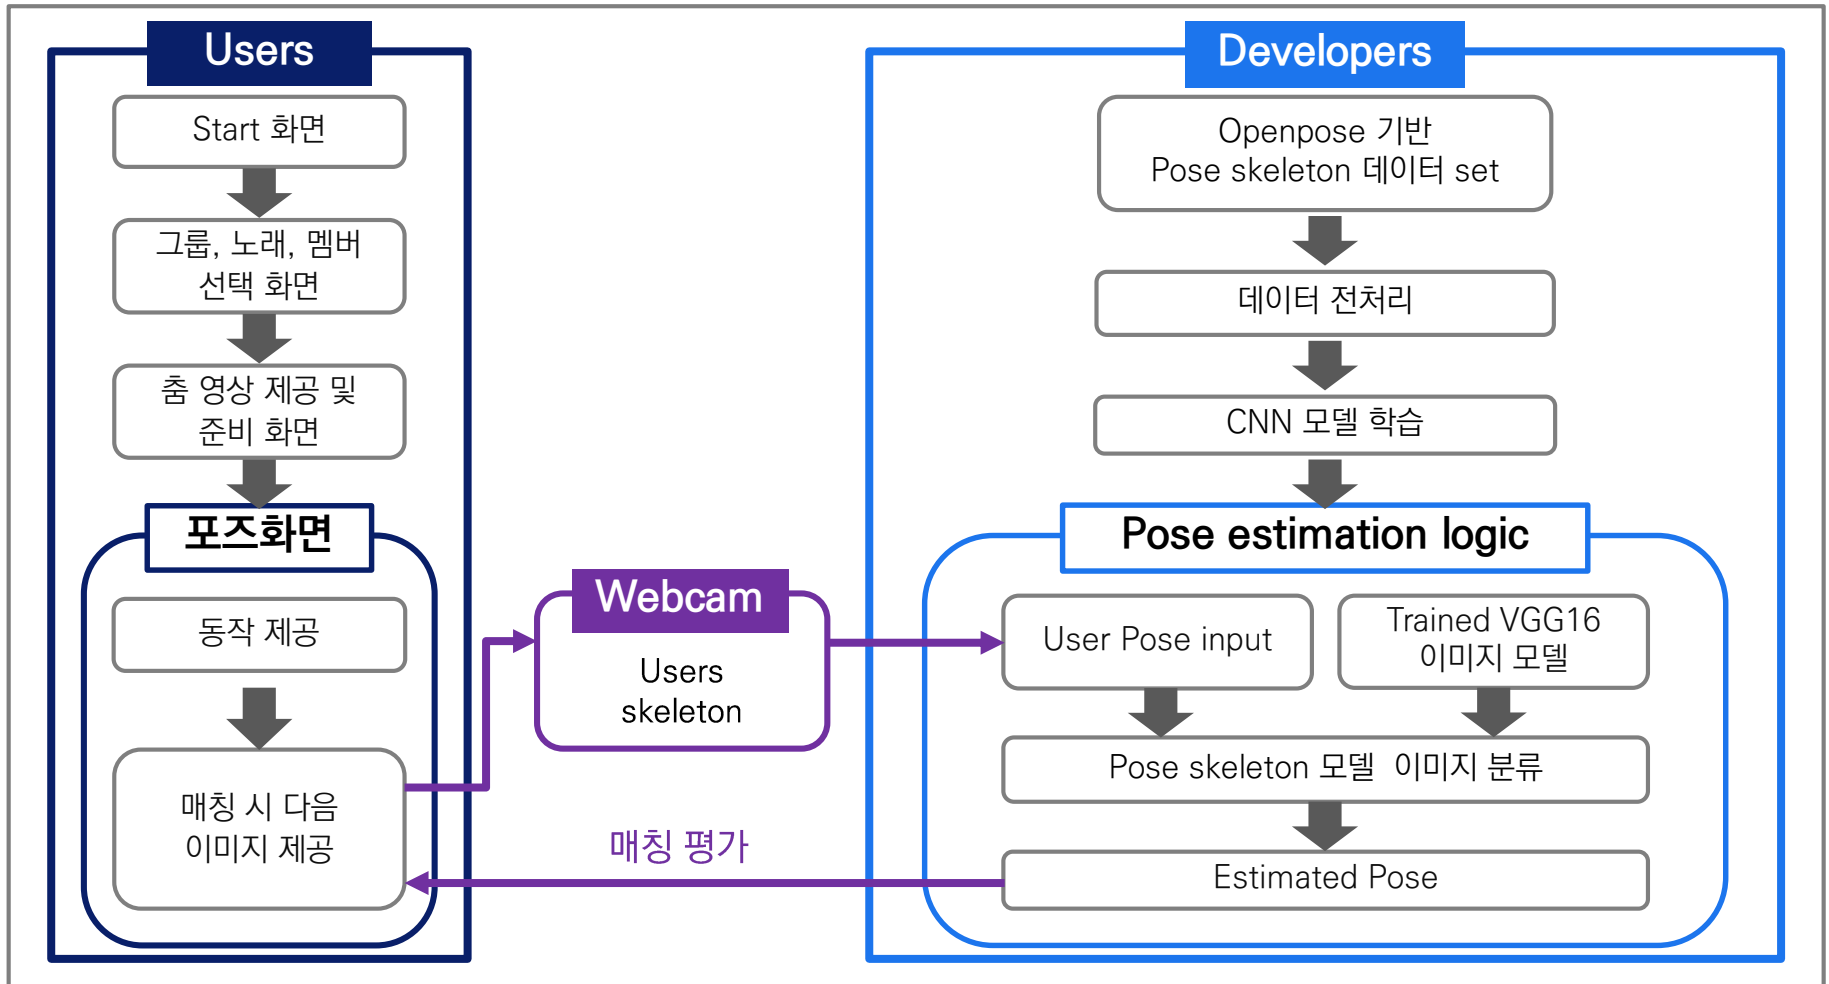 Users
Start 화면
그룹, 노래, 멤버
선택 화면
춤 영상 제공 및
준비 화면
포즈화면
동작 제공
매칭 시 다음
이미지 제공
Webcam
Users
skeleton
매칭 평가
Developers
Openpose 기반
Pose skeleton 데이터 set
데이터 전처리
CNN 모델 학습
Pose estimation logic
User Pose input
Trained VGG16
이미지 모델
Pose skeleton 모델 이미지 분류
Estimated Pose